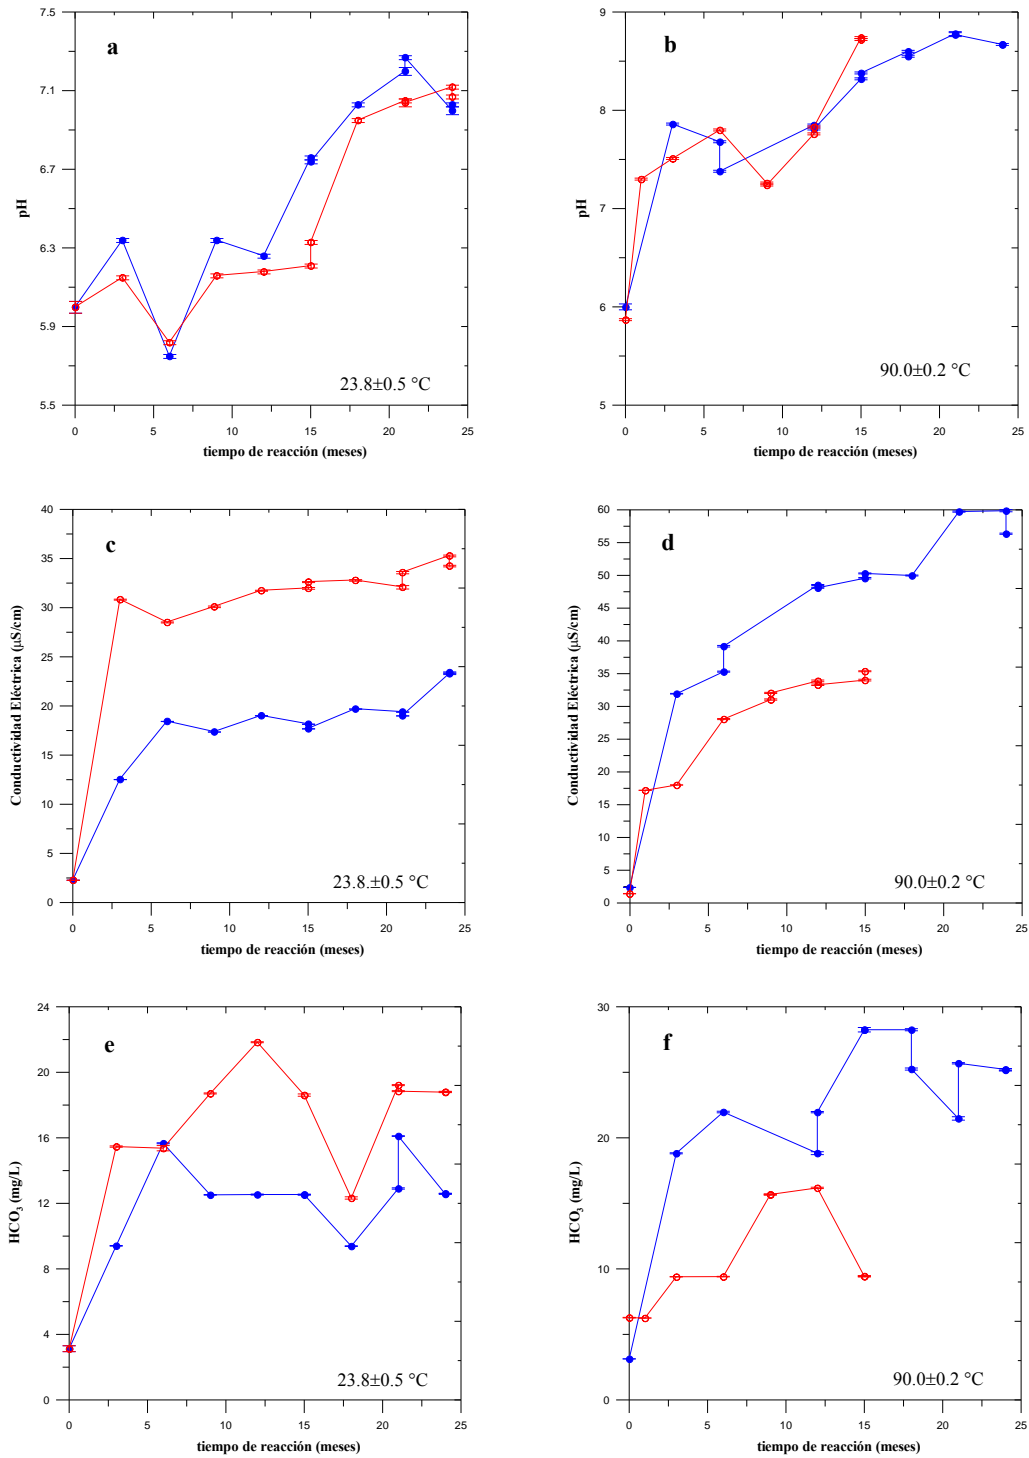 7.5
7.1
6.7
6.3
5.9
5.5
pH
a
23.8±0.5 °C
0 5 10 15 20 25
tiempo de reacción (meses)
9
8
7
6
5
pH
b
90.0±0.2 °C
0 5 10 15 20 25
tiempo de reacción (meses)
40
35
30
25
20
15
10
5
0
Conductividad Eléctrica (µS/cm)
c
23.8.±0.5 °C
0 5 10 15 20 25
tiempo de reacción (meses)
60
55
50
45
40
35
30
25
20
15
10
5
0
Conductividad Eléctrica (µS/cm)
d
90.0±0.2 °C
0 5 10 15 20 25
tiempo de reacción (meses)
24
20
16
12
8
4
0
HCO₃ (mg/L)
e
23.8±0.5 °C
0 5 10 15 20 25
tiempo de reacción (meses)
30
20
10
0
HCO₃ (mg/L)
f
90.0±0.2 °C
0 5 10 15 20 25
tiempo de reacción (meses)